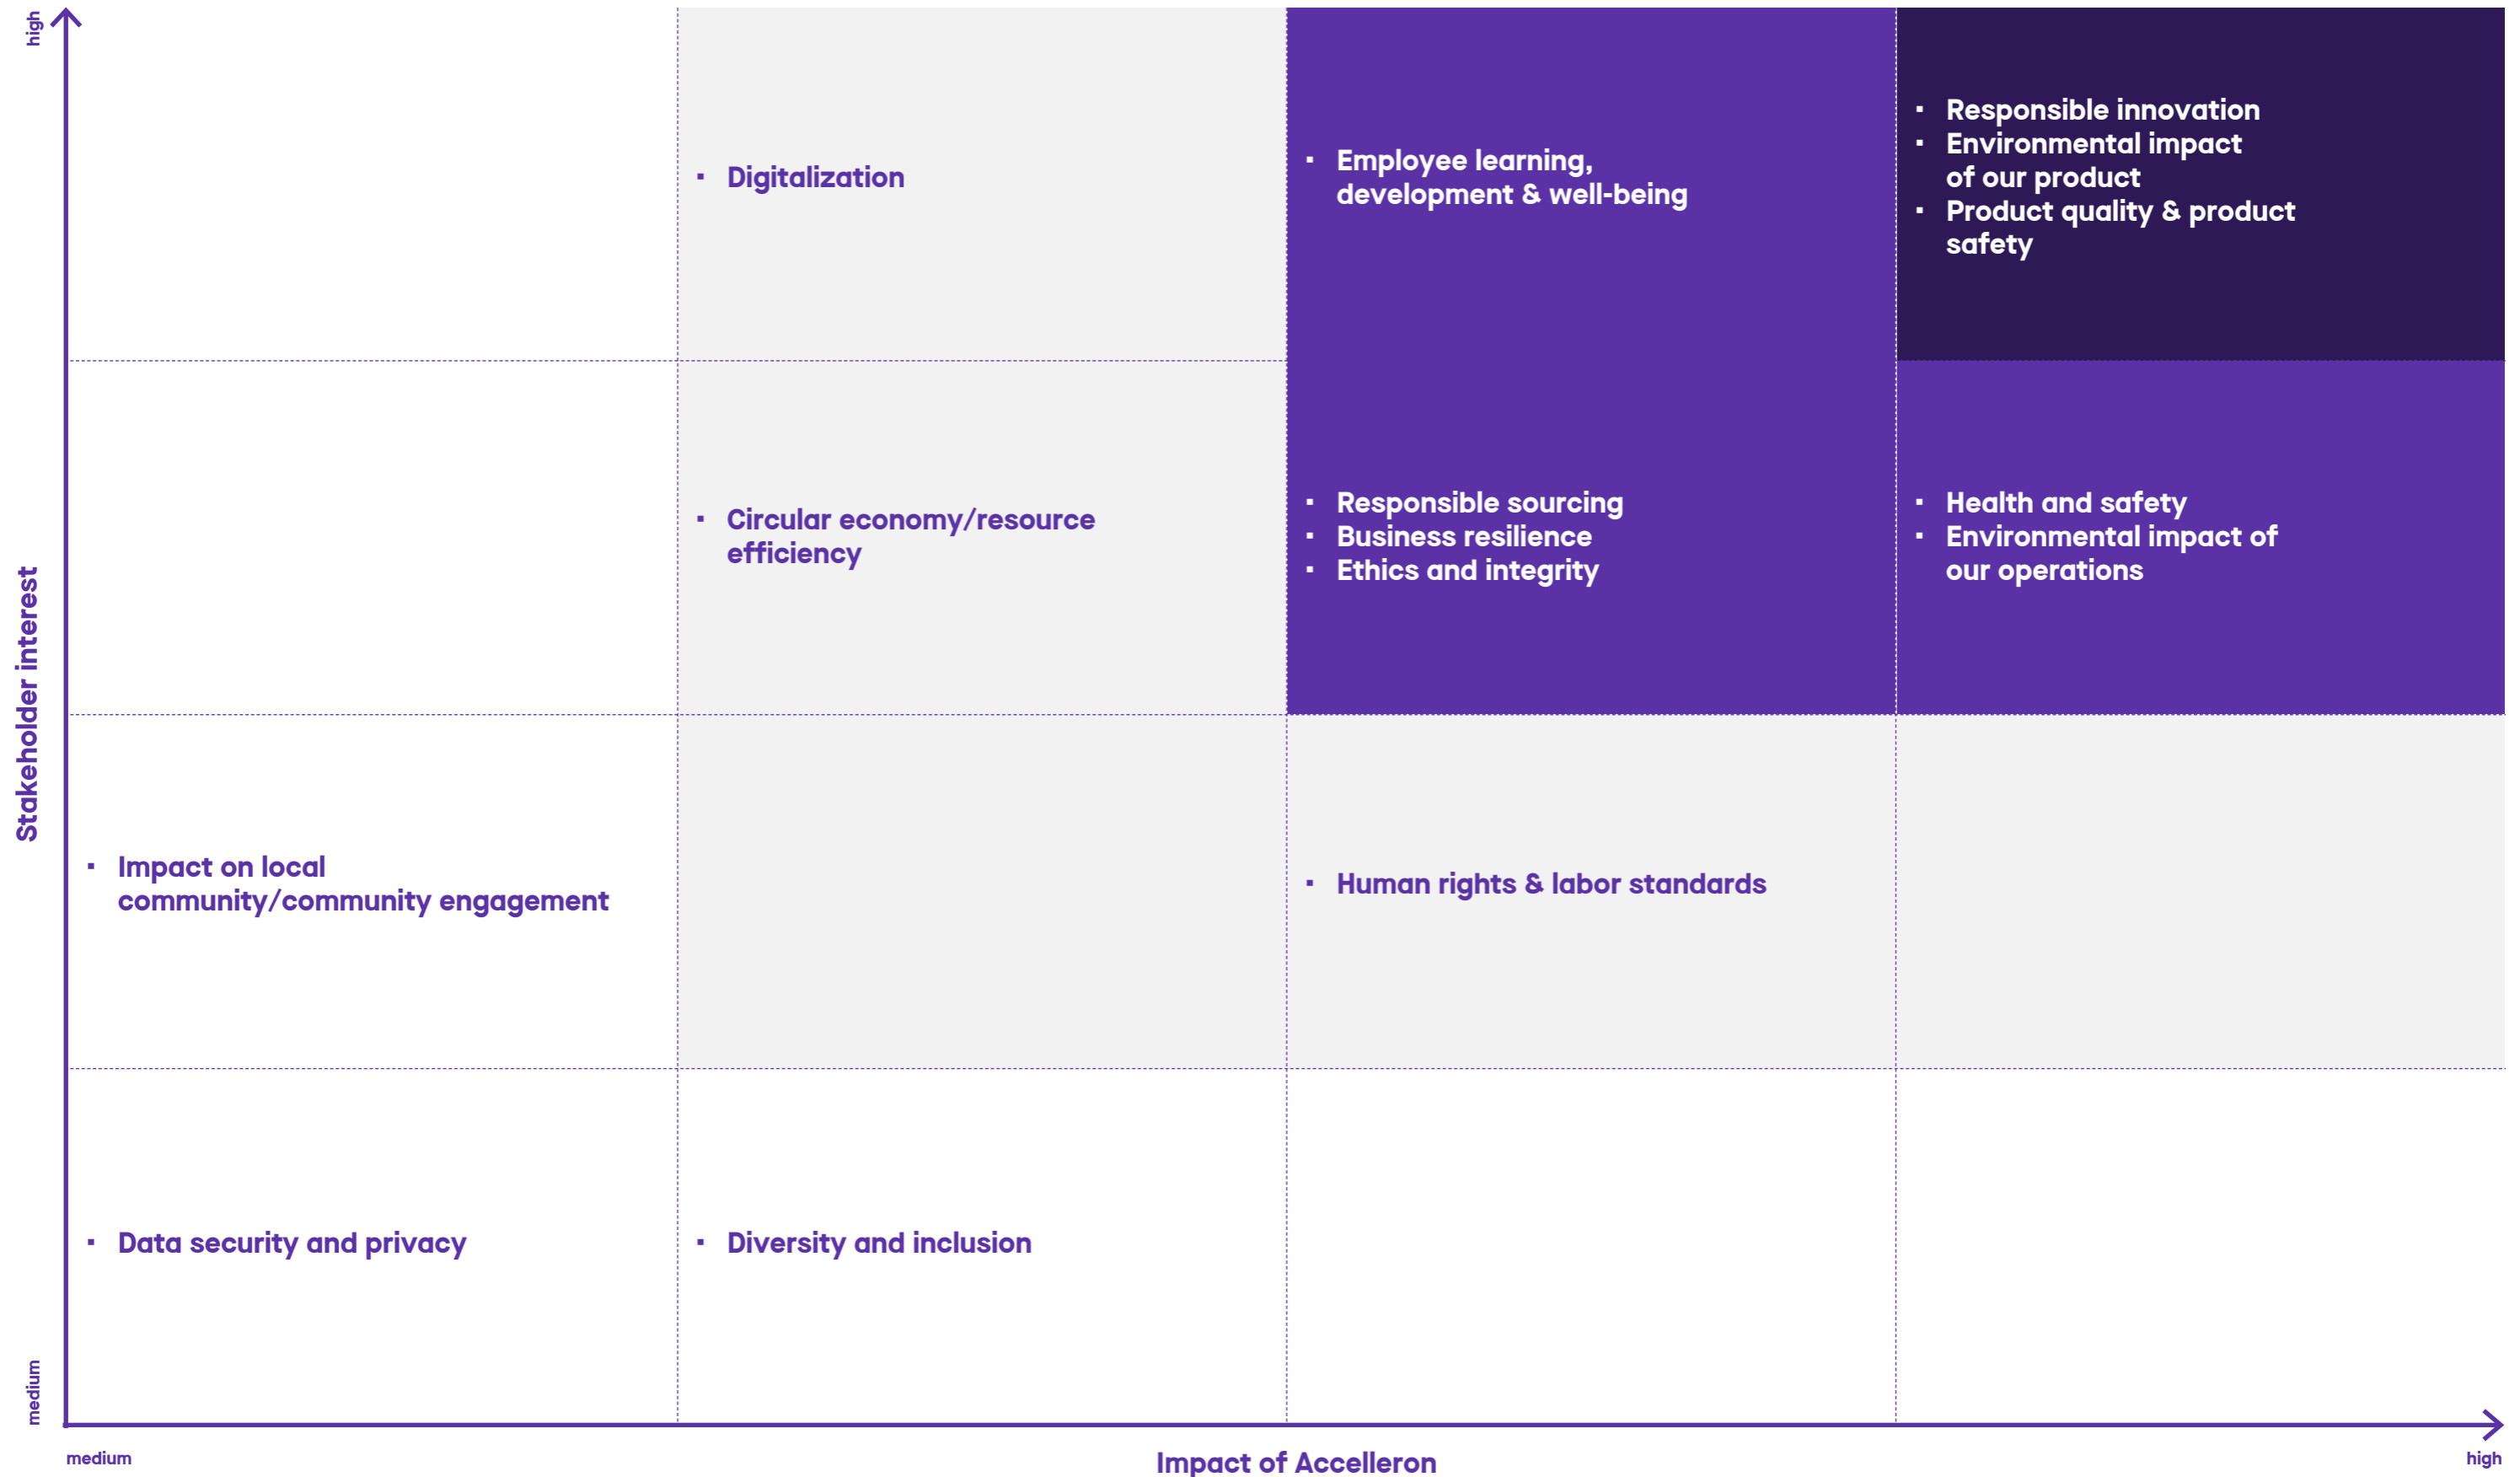 high
▪ Digitalization
▪ Employee learning,
development & well-being
▪ Responsible innovation
▪ Environmental impact
of our product
▪ Product quality & product
safety
▪ Circular economy/resource
efficiency
▪ Responsible sourcing
▪ Business resilience
▪ Ethics and integrity
▪ Health and safety
▪ Environmental impact of
our operations
Stakeholder interest
▪ Impact on local
community/community engagement
▪ Human rights & labor standards
▪ Data security and privacy
▪ Diversity and inclusion
medium
medium
Impact of Accelleron
high